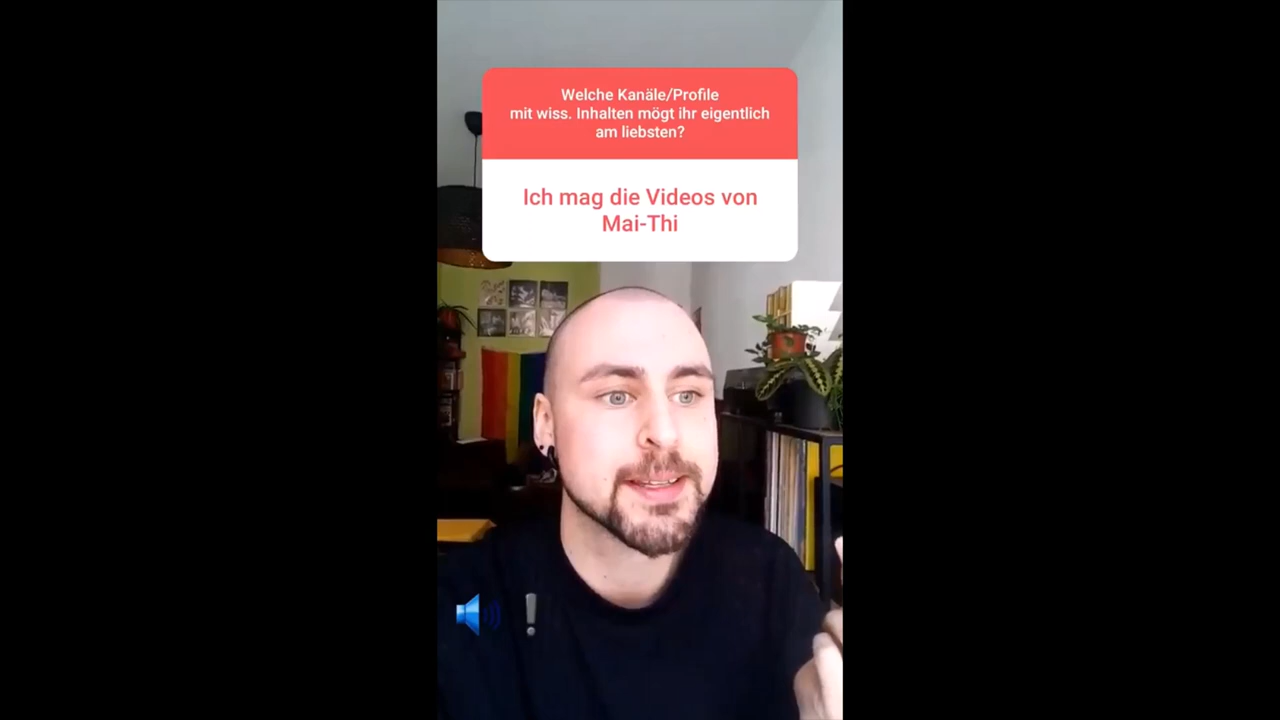 Welche Kanäle/Profile
mit wiss. Inhalten mögt ihr eigentlich
am liebsten?
Ich mag die Videos von
Mai-Thi